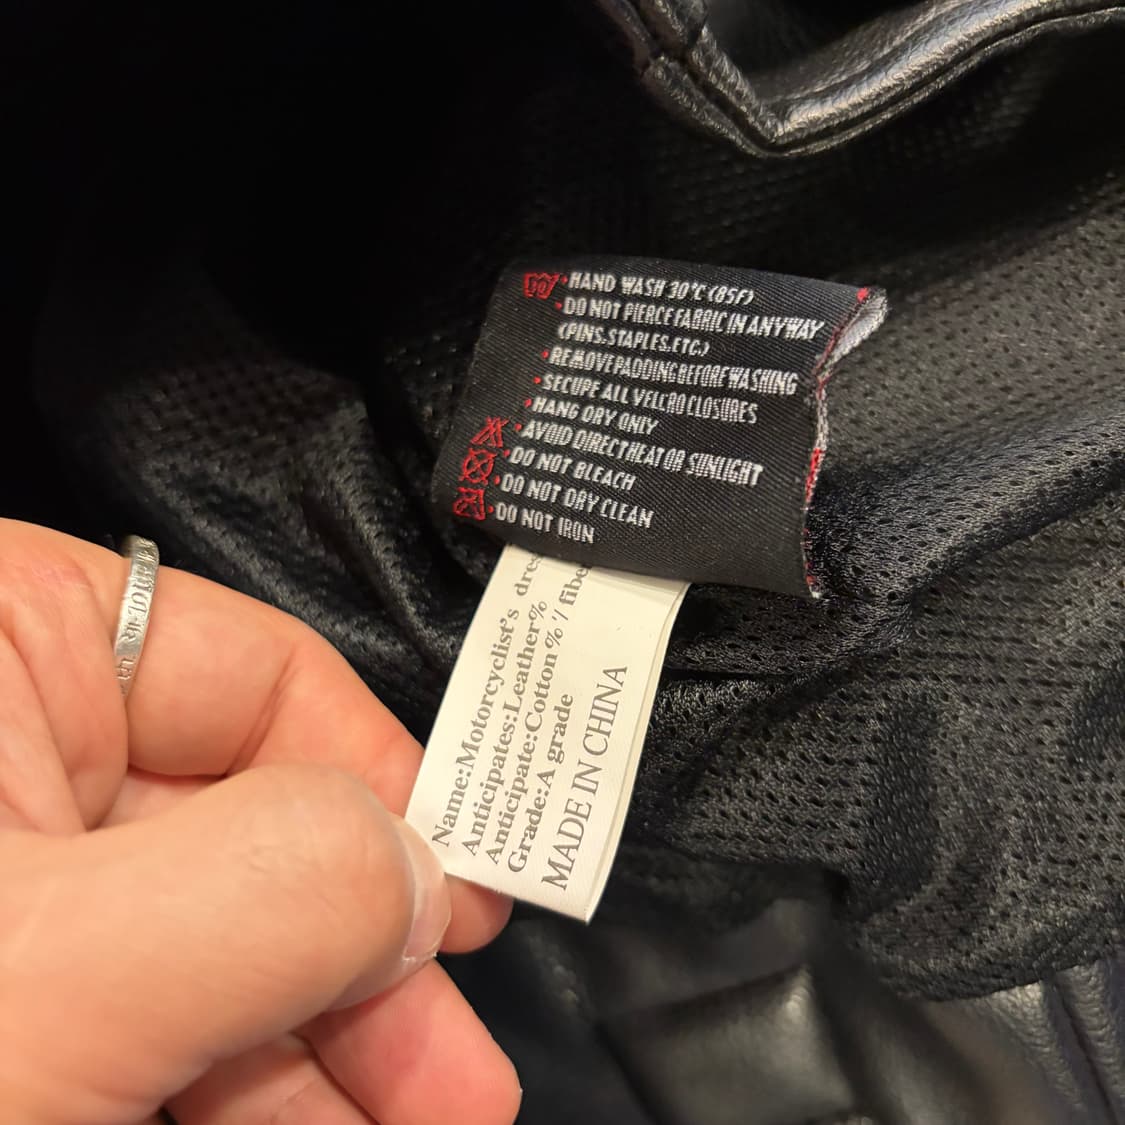 30
• HAND WASH 30°C (85F)
• DO NOT PIERCE FABRIC IN ANYWAY
(PINS, STAPLES, ETC.)
• REMOVE PADDING BEFORE WASHING
• SECURE ALL VELCRO CLOSURES
• HANG DRY ONLY
• AVOID DIRECT HEAT OR SUNLIGHT
• DO NOT BLEACH
• DO NOT DRY CLEAN
• DO NOT IRON
Name:Motorcyclist's
Anticipates:Leather%
Anticipate:Cotton%
Grade:A grade
MADE IN CHINA